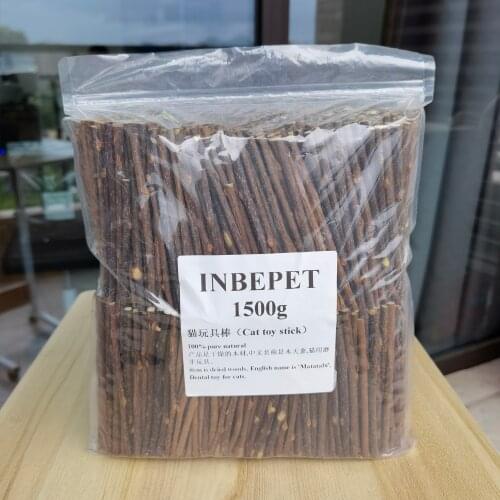 INBEPET
1500g
猫玩具棒（Cat toy stick）
100% pure natural
产品是干燥的木材,中文名称是木天蓼,猫用磨
牙玩具。
item is dried woods, English name is 'Matatabi'.
Dental toy for cats.